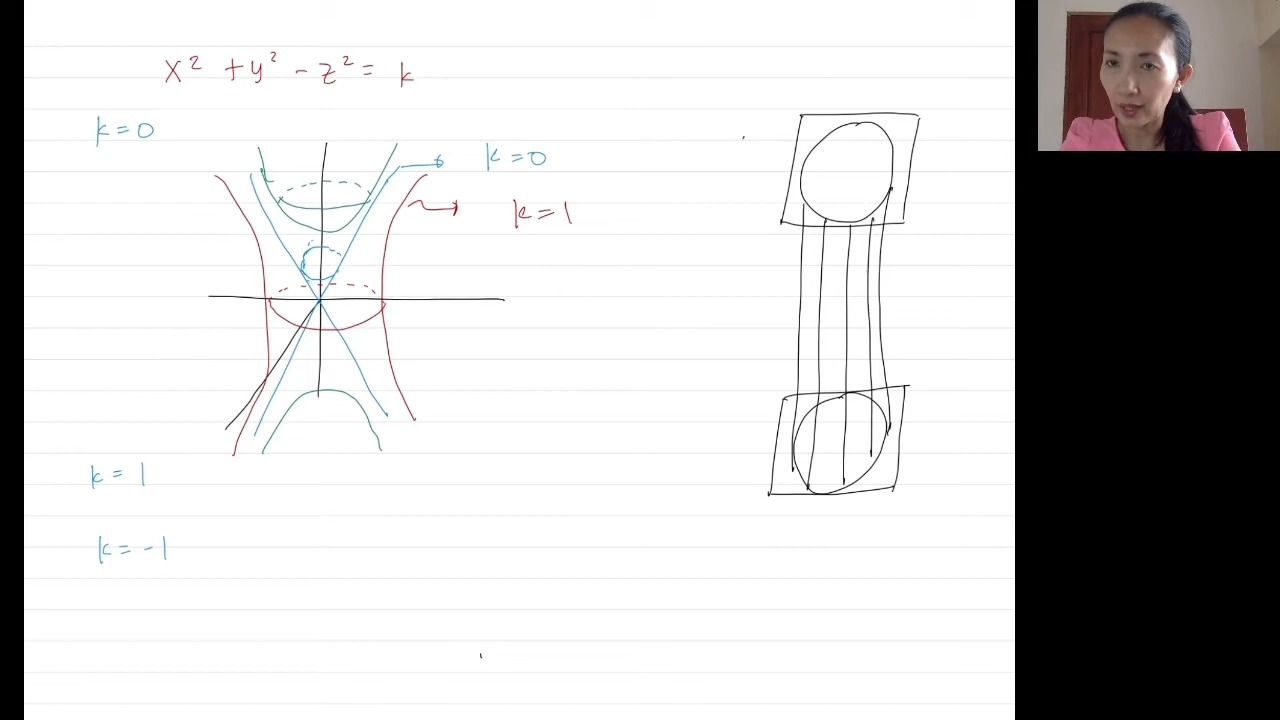 x² + y² - z² = k
k = 0
k = 0
k = 1
k = 1
k = -1